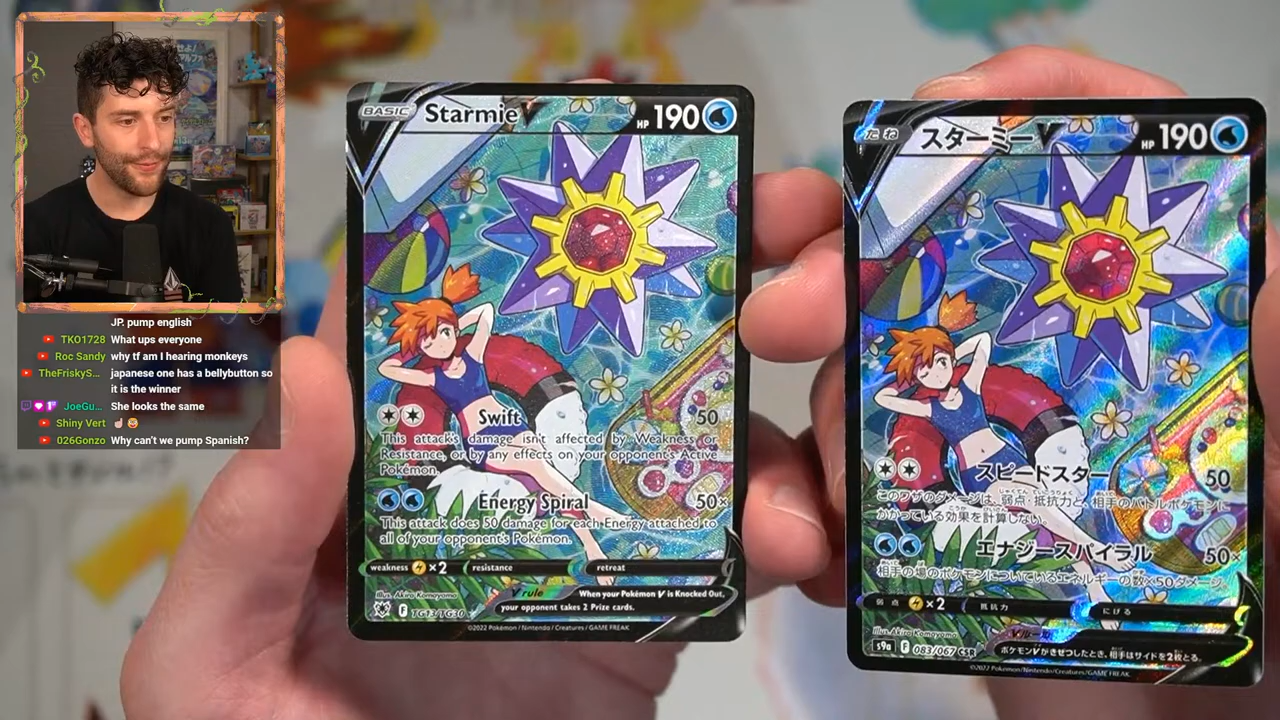 JP. pump english
TKO1728 What ups everyone
Roc Sandy why tf am I hearing monkeys
TheFriskyS... japanese one has a bellybutton so
it is the winner
JoeGu... She looks the same
Shiny Vert
026Gonzo Why can't we pump Spanish?
BASIC Starmie V HP 190
Swift 50
This attack's damage isn't affected by Weakness or
Resistance, or by any effects on your opponent's Active
Pokémon.
Energy Spiral 50×
This attack does 50 damage for each Energy attached to
all of your opponent's Pokémon.
weakness ×2 resistance retreat
Illus. Akira Komayama
V rule When your Pokémon V is Knocked Out,
your opponent takes 2 Prize cards.
F TG13/TG30
©2022 Pokémon / Nintendo / Creatures / GAME FREAK
たね スターミーV HP 190
スピードスター 50
このワザのダメージは、弱点・抵抗力と、相手のバトルポケモンに
かかっている効果を計算しない。
エナジースパイラル 50×
相手の場のポケモンについているエネルギーの数×50ダメージ。
弱点 ×2 抵抗力 にげる
Illus. Akira Komayama
Vルール
ポケモンVがきぜつしたとき、相手はサイドを2枚とる。
s9a F 083/067 CSR
©2022 Pokémon/Nintendo/Creatures/GAME FREAK